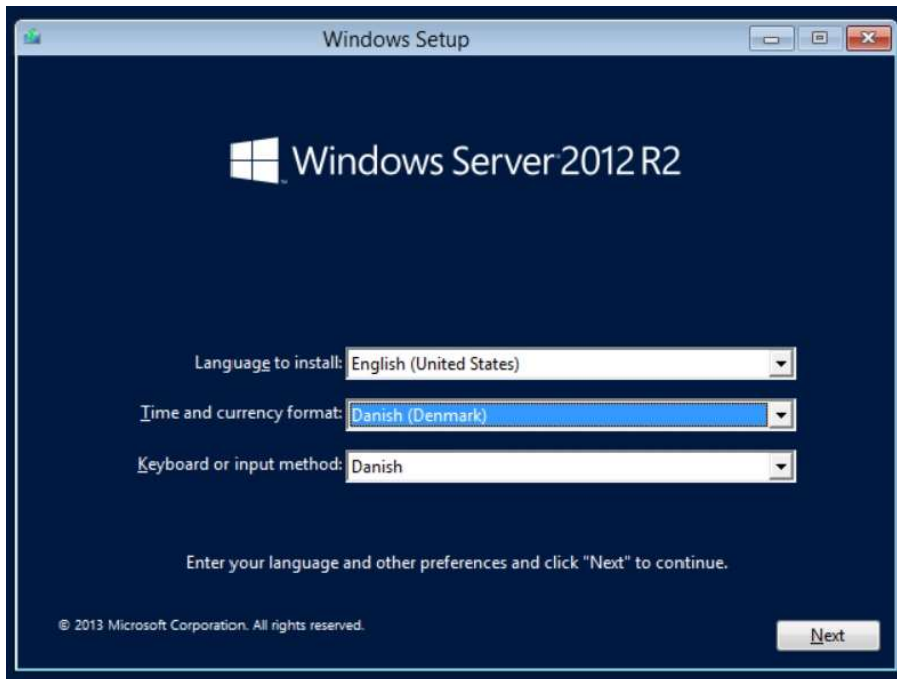 Windows Setup
Windows Server 2012 R2
Language to install: English (United States)
Time and currency format: Danish (Denmark)
Keyboard or input method: Danish
Enter your language and other preferences and click "Next" to continue.
© 2013 Microsoft Corporation. All rights reserved.
Next